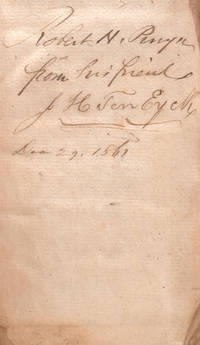 Robert H. Pruyn
from his friend
J H Ten Eyck
Dec 29. 1861